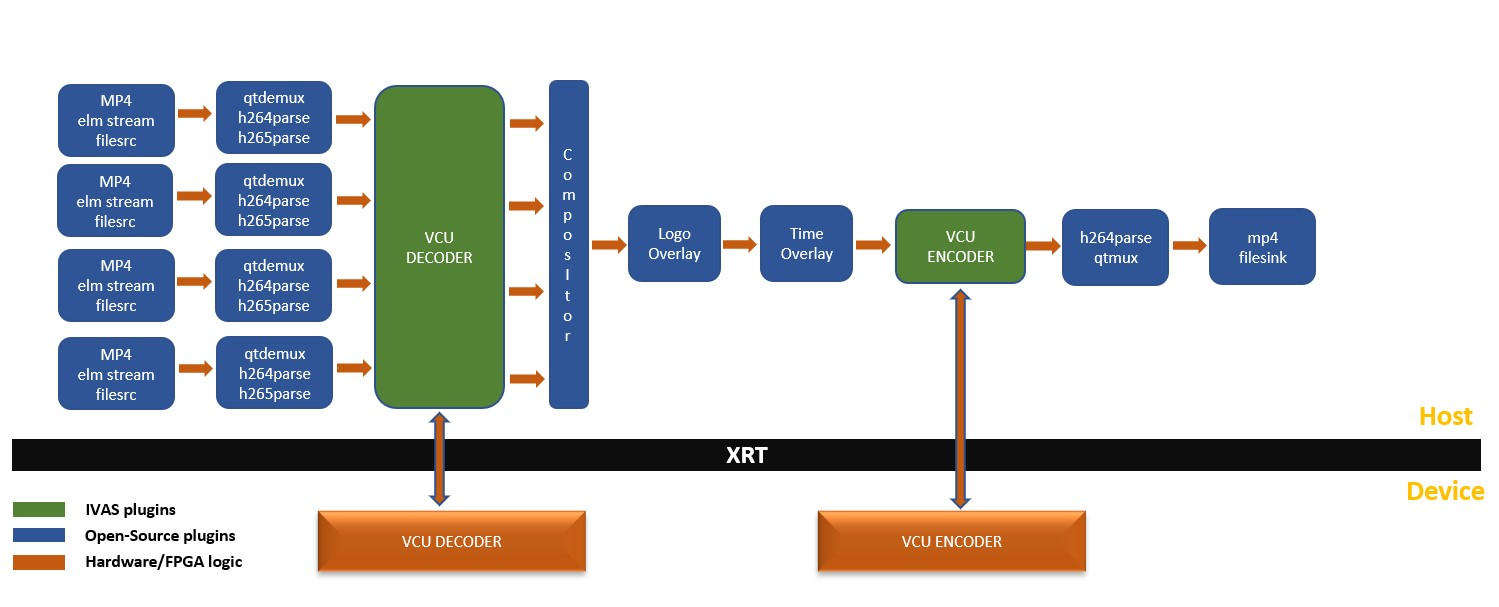 MP4
elm stream
filesrc
qtdemux
h264parse
h265parse
MP4
elm stream
filesrc
qtdemux
h264parse
h265parse
MP4
elm stream
filesrc
qtdemux
h264parse
h265parse
MP4
elm stream
filesrc
qtdemux
h264parse
h265parse
VCU
DECODER
C
o
m
p
o
s
I
t
o
r
Logo
Overlay
Time
Overlay
VCU
ENCODER
h264parse
qtmux
mp4
filesink
Host
XRT
Device
IVAS plugins
Open-Source plugins
Hardware/FPGA logic
VCU DECODER
VCU ENCODER